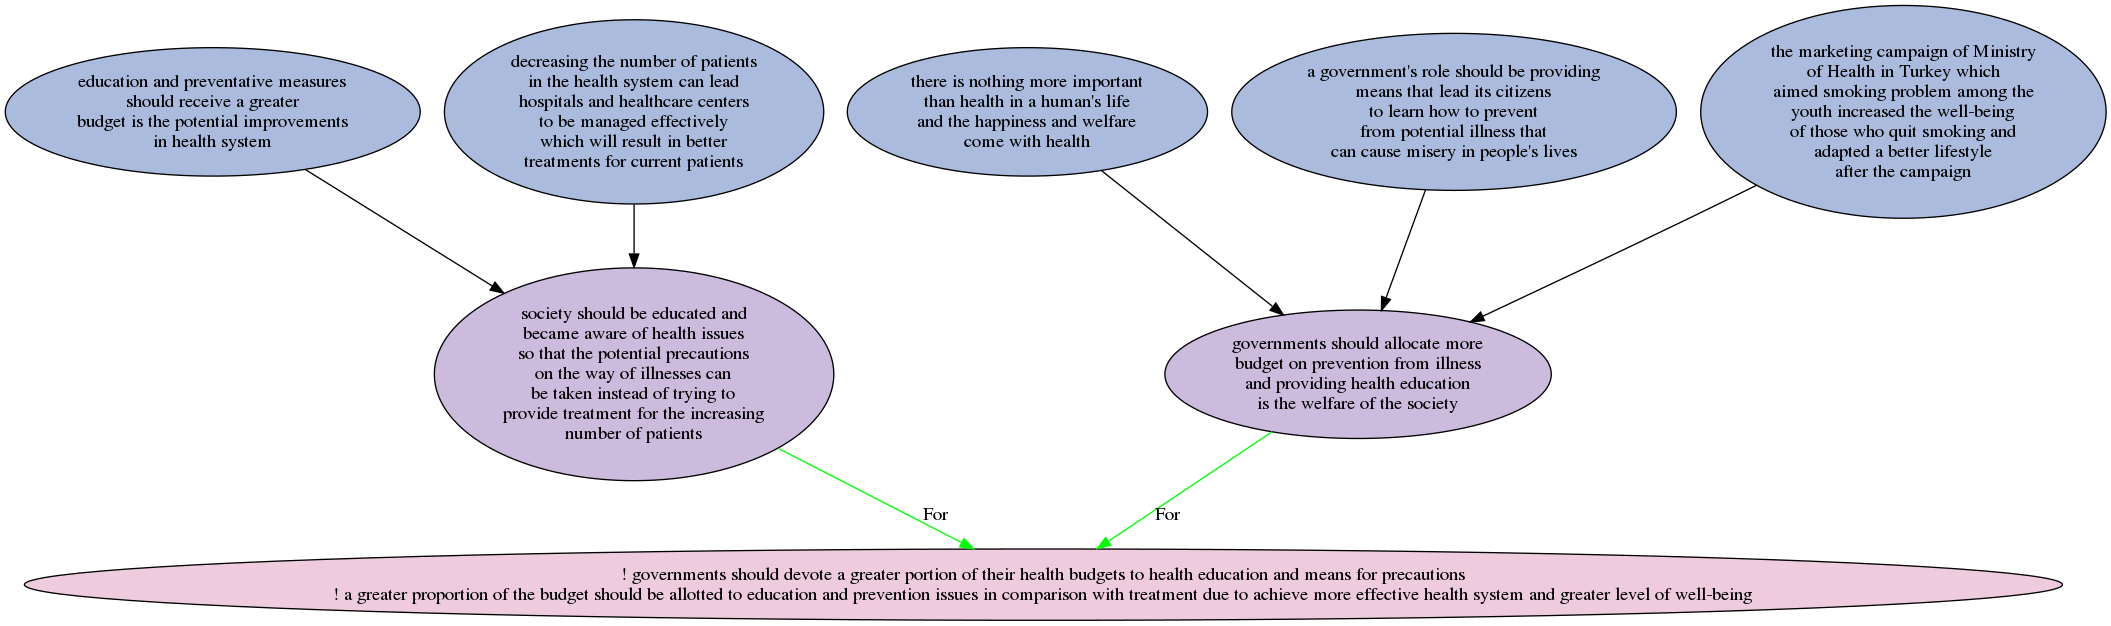 education and preventative measures
should receive a greater
budget is the potential improvements
in health system
decreasing the number of patients
in the health system can lead
hospitals and healthcare centers
to be managed effectively
which will result in better
treatments for current patients
there is nothing more important
than health in a human's life
and the happiness and welfare
come with health
a government's role should be providing
means that lead its citizens
to learn how to prevent
from potential illness that
can cause misery in people's lives
the marketing campaign of Ministry
of Health in Turkey which
aimed smoking problem among the
youth increased the well-being
of those who quit smoking and
adapted a better lifestyle
after the campaign
society should be educated and
became aware of health issues
so that the potential precautions
on the way of illnesses can
be taken instead of trying to
provide treatment for the increasing
number of patients
governments should allocate more
budget on prevention from illness
and providing health education
is the welfare of the society
For
For
! governments should devote a greater portion of their health budgets to health education and means for precautions
! a greater proportion of the budget should be allotted to education and prevention issues in comparison with treatment due to achieve more effective health system and greater level of well-being